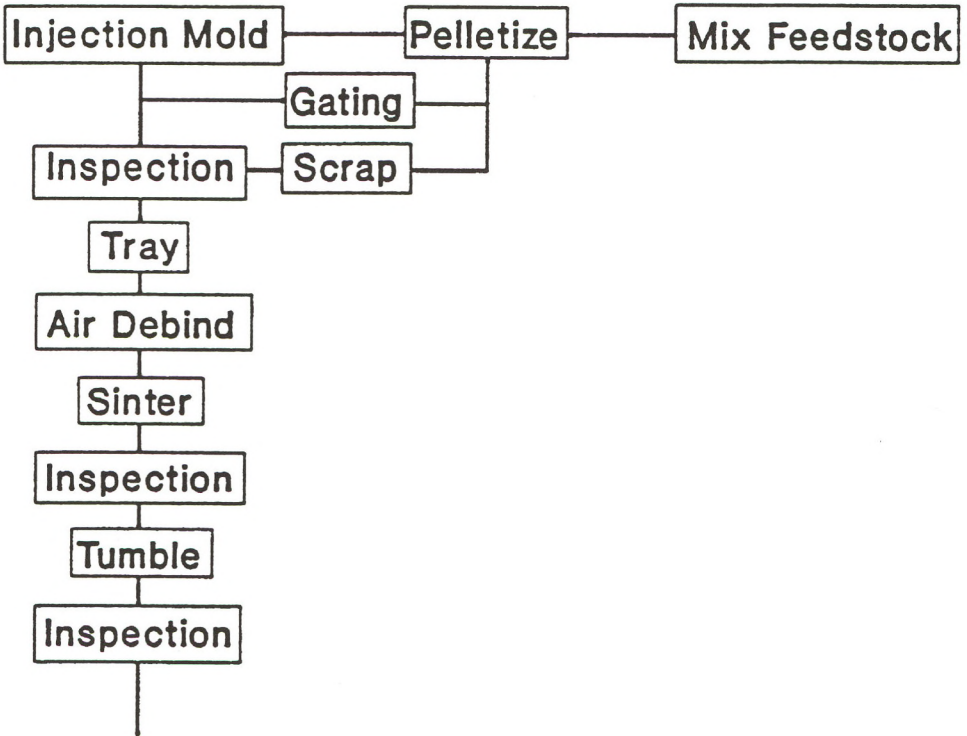 Injection Mold
Pelletize
Mix Feedstock
Gating
Inspection
Scrap
Tray
Air Debind
Sinter
Inspection
Tumble
Inspection